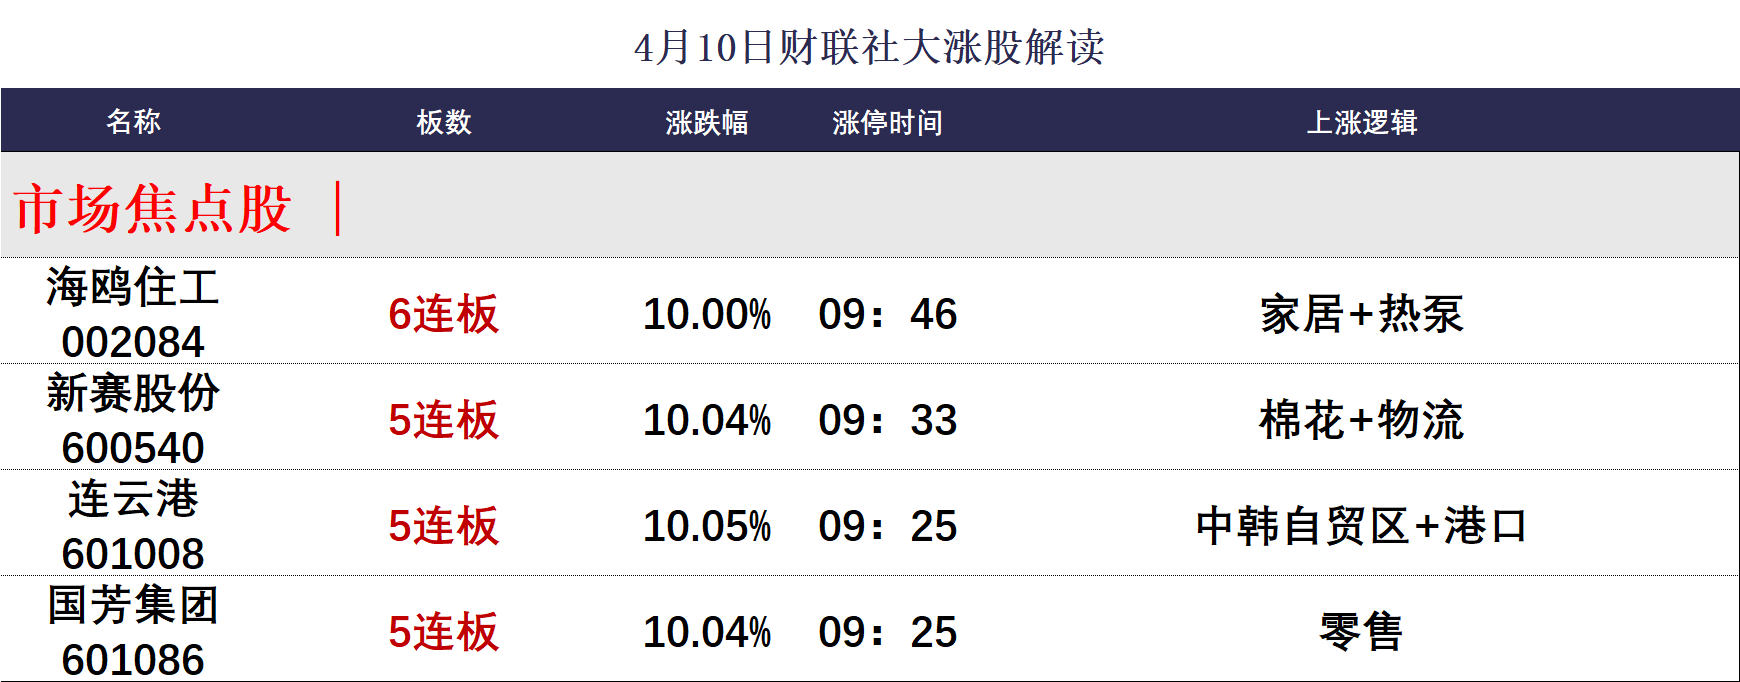 4月10日财联社大涨股解读
名称 板数 涨跌幅 涨停时间 上涨逻辑
市场焦点股 ｜
海鸥住工
002084 6连板 10.00% 09：46 家居+热泵
新赛股份
600540 5连板 10.04% 09：33 棉花+物流
连云港
601008 5连板 10.05% 09：25 中韩自贸区+港口
国芳集团
601086 5连板 10.04% 09：25 零售